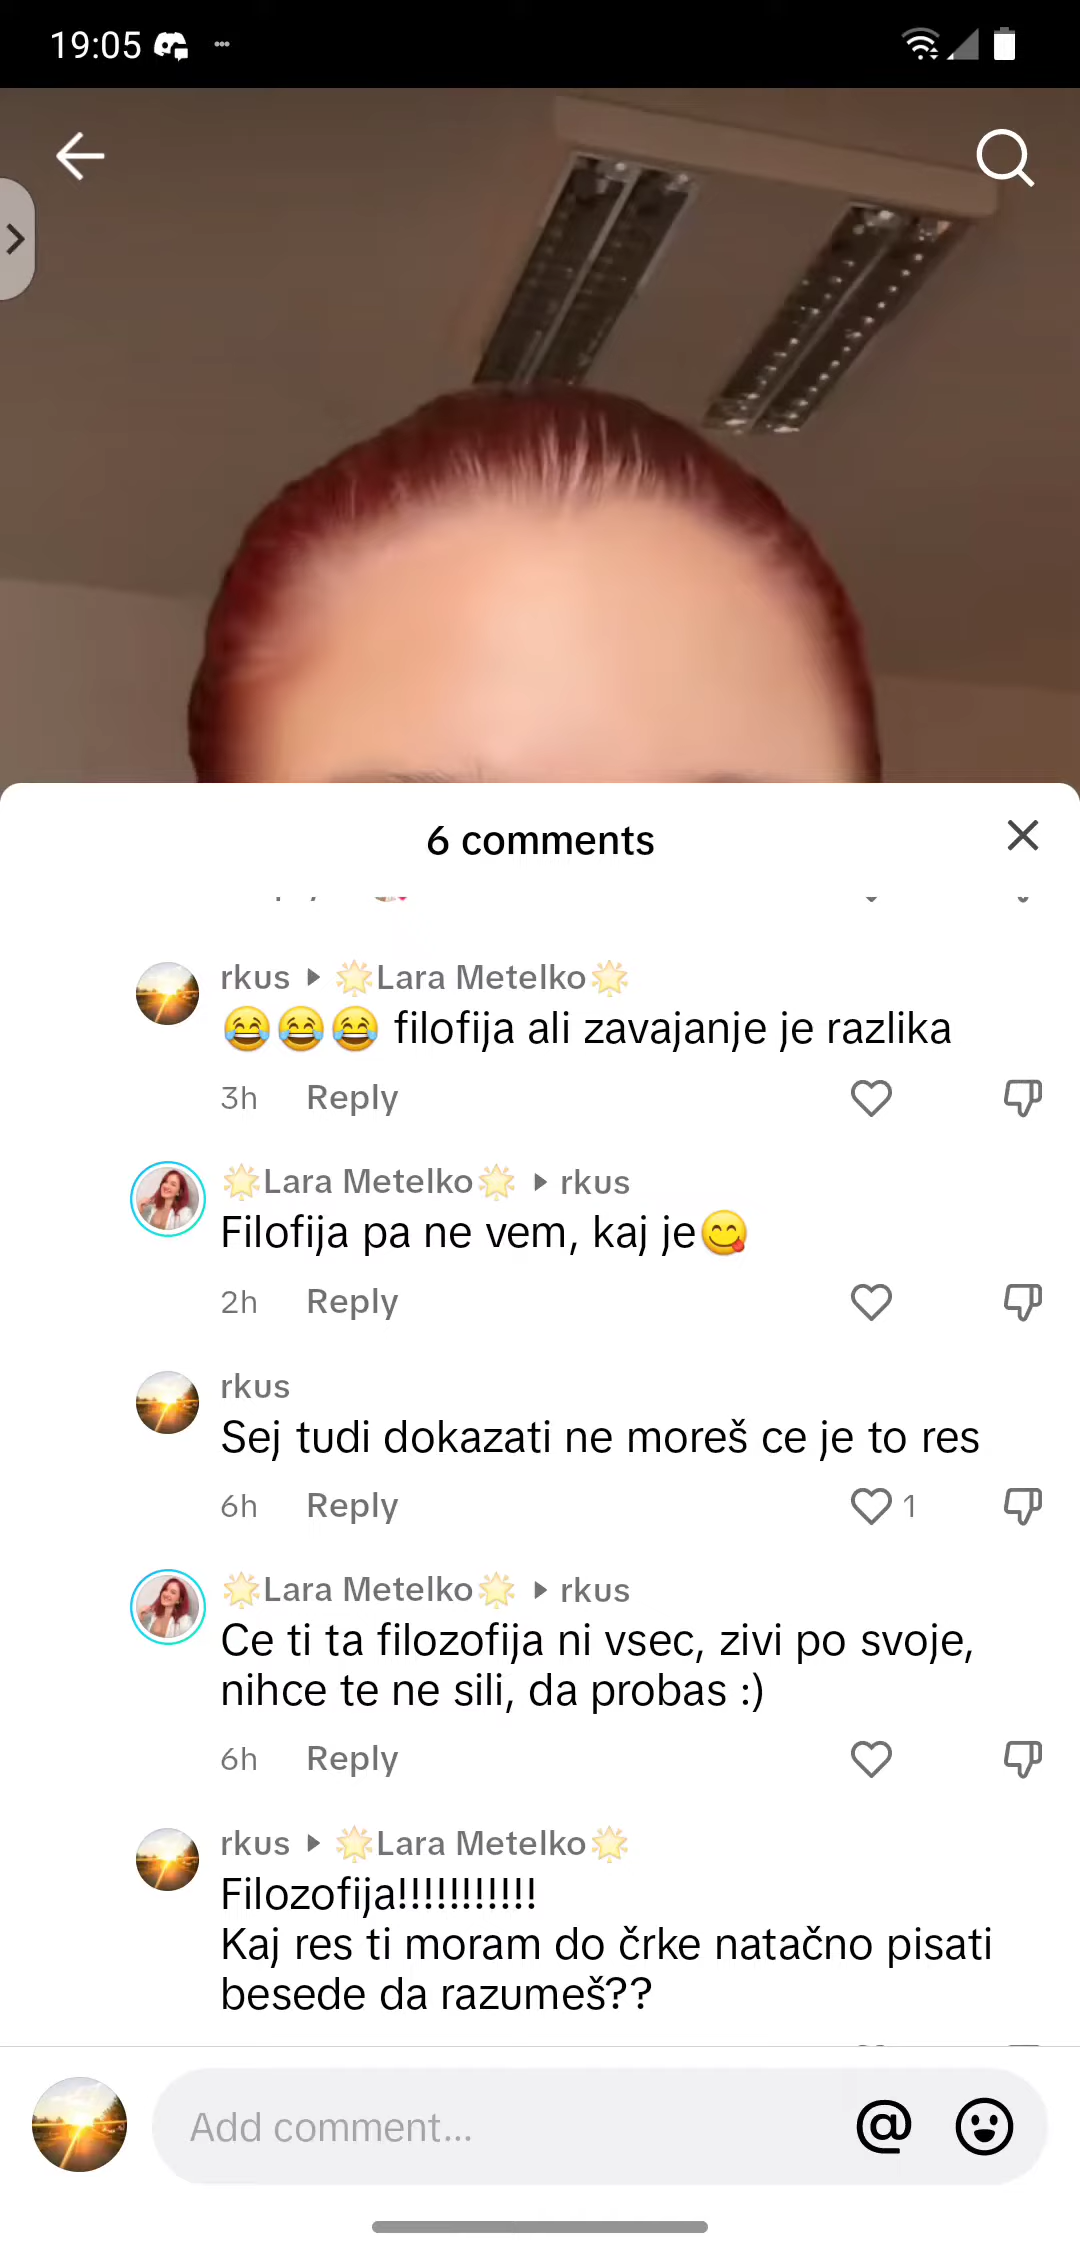 19:05
6 comments
rkus ▸ 🌟Lara Metelko🌟
😂😂😂 filofija ali zavajanje je razlika
3h Reply
🌟Lara Metelko🌟 ▸ rkus
Filofija pa ne vem, kaj je😋
2h Reply
rkus
Sej tudi dokazati ne moreš ce je to res
6h Reply 1
🌟Lara Metelko🌟 ▸ rkus
Ce ti ta filozofija ni vsec, zivi po svoje,
nihce te ne sili, da probas :)
6h Reply
rkus ▸ 🌟Lara Metelko🌟
Filozofija!!!!!!!!!!!
Kaj res ti moram do črke natačno pisati
besede da razumeš??
Add comment...